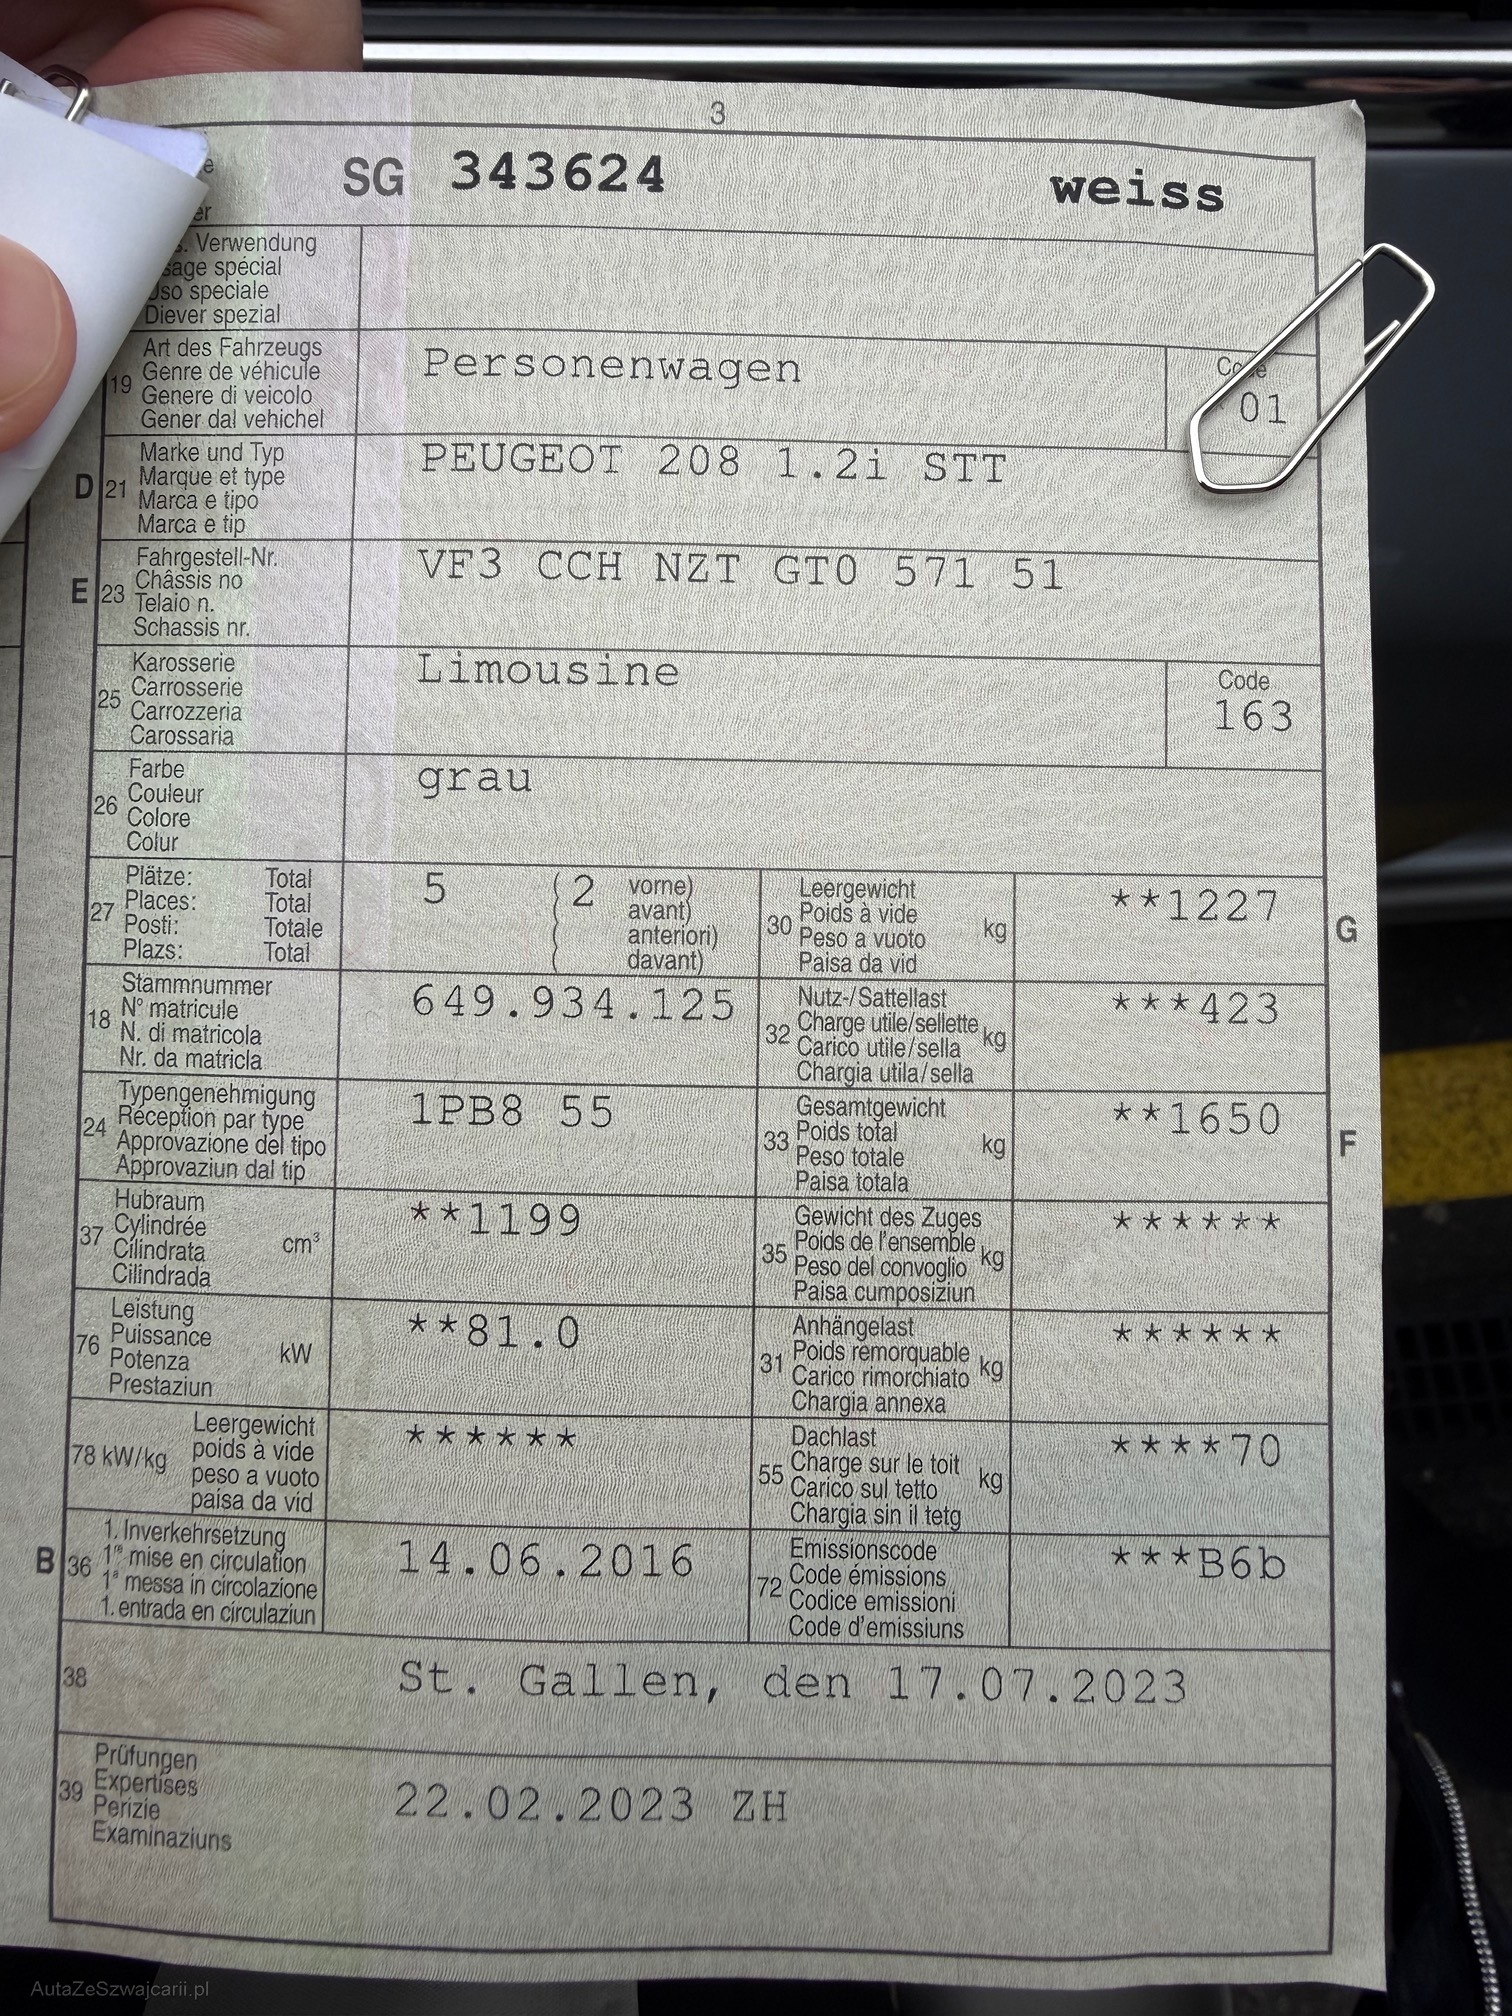 3
SG 343624 weiss
Verwendung
sage spécial
Uso speciale
Diever spezial
19
Art des Fahrzeugs
Genre de véhicule
Genere di veicolo
Gener dal vehichel
Personenwagen
Code
01
D 21
Marke und Typ
Marque et type
Marca e tipo
Marca e tip
PEUGEOT 208 1.2i STT
E 23
Fahrgestell-Nr.
Châssis no
Telaio n.
Schassis nr.
VF3 CCH NZT GT0 571 51
25
Karosserie
Carrosserie
Carrozzeria
Carossaria
Limousine
Code
163
26
Farbe
Couleur
Colore
Colur
grau
27
Plätze: Total
Places: Total
Posti: Totale
Plazs: Total
5 (2 vorne)
( avant)
( anteriori)
( davant)
30
Leergewicht
Poids à vide
Peso a vuoto
Paisa da vid
kg
**1227
G
18
Stammnummer
N° matricule
N. di matricola
Nr. da matricla
649.934.125
32
Nutz-/Sattellast
Charge utile/sellette
Carico utile/sella
Chargia utila/sella
kg
***423
24
Typengenehmigung
Réception par type
Approvazione del tipo
Approvaziun dal tip
1PB8 55
33
Gesamtgewicht
Poids total
Peso totale
Paisa totala
kg
**1650
F
37
Hubraum
Cylindrée
Cilindrata
Cilindrada
cm³
**1199
35
Gewicht des Zuges
Poids de l'ensemble
Peso del convoglio
Paisa cumposiziun
kg
******
76
Leistung
Puissance
Potenza
Prestaziun
kW
**81.0
31
Anhängelast
Poids remorquable
Carico rimorchiato
Chargia annexa
kg
******
78 kW/kg
Leergewicht
poids à vide
peso a vuoto
paisa da vid
******
55
Dachlast
Charge sur le toit
Carico sul tetto
Chargia sin il tetg
kg
****70
B 36
1. Inverkehrsetzung
1re mise en circulation
1a messa in circolazione
1. entrada en circulaziun
14.06.2016
72
Emissionscode
Code émissions
Codice emissioni
Code d'emissiuns
***B6b
38
St. Gallen, den 17.07.2023
39
Prüfungen
Expertises
Perizie
Examinaziuns
22.02.2023 ZH
AutaZeSzwajcarii.pl